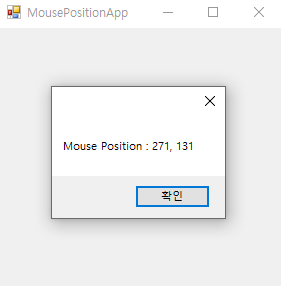 MousePositionApp
Mouse Position : 271, 131
확인